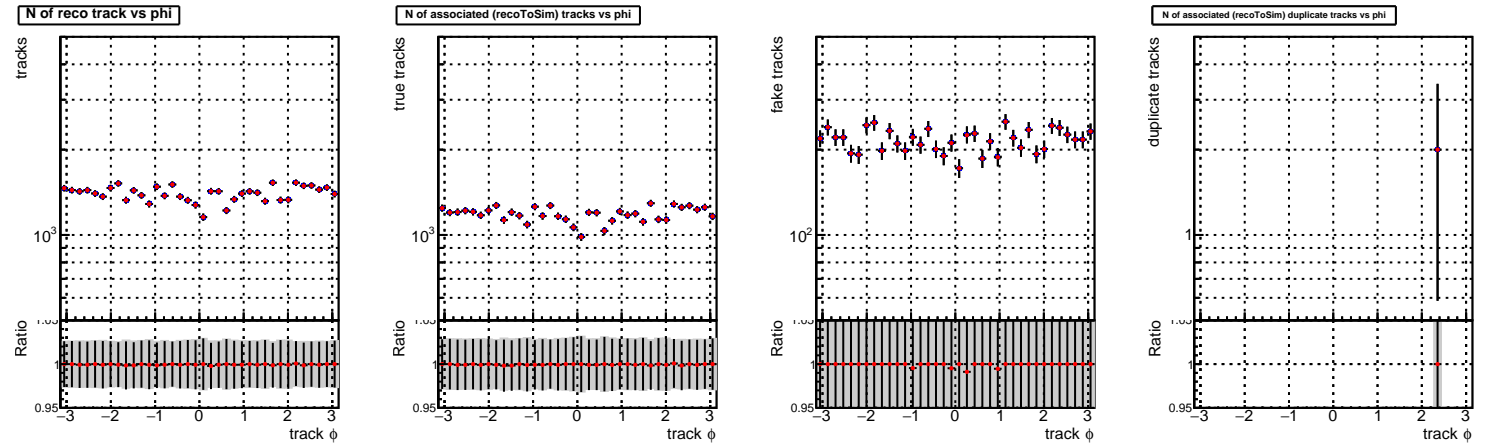 N of reco track vs phi
tracks
10³
Ratio
1
0.95
−3 −2 −1 0 1 2 3
track ϕ
N of associated (recoToSim) tracks vs phi
true tracks
10³
Ratio
1
0.95
−3 −2 −1 0 1 2 3
track ϕ
fake tracks
10²
Ratio
1
0.95
−3 −2 −1 0 1 2 3
track ϕ
N of associated (recoToSim) duplicate tracks vs phi
duplicate tracks
1
Ratio
1
0.95
−3 −2 −1 0 1 2 3
track ϕ